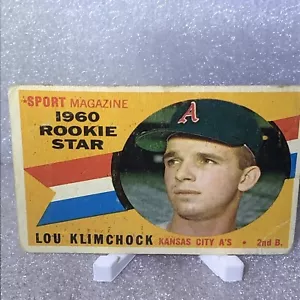 SPORT MAGAZINE
1960
ROOKIE
STAR
A
LOU KLIMCHOCK KANSAS CITY A'S • 2nd B.